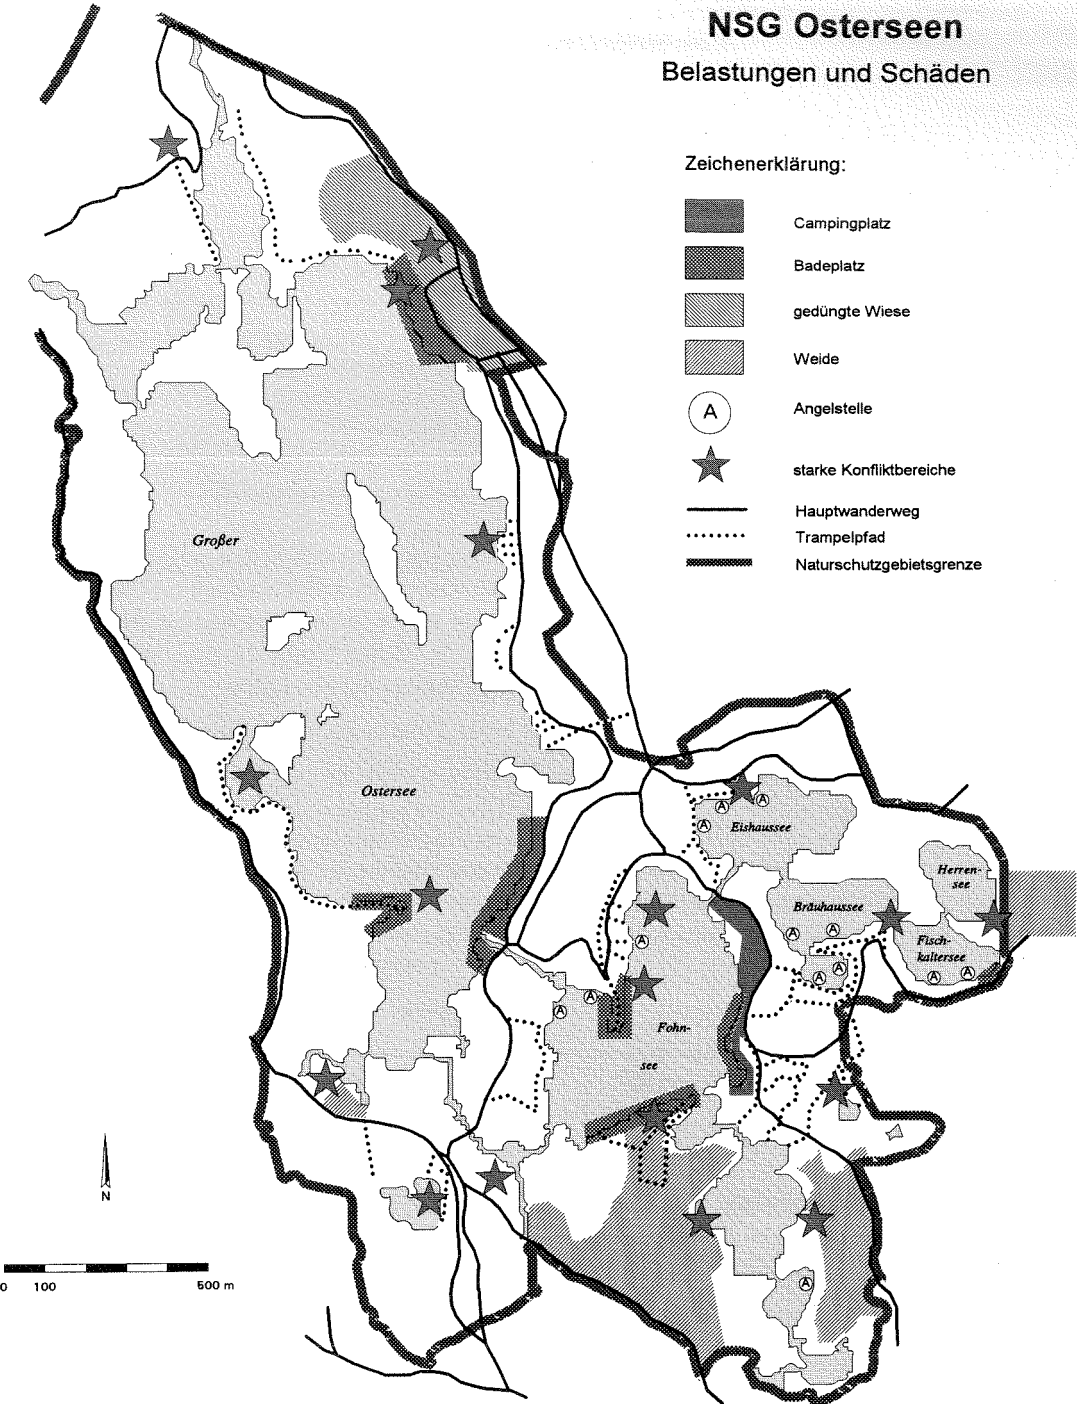 NSG Osterseen
Belastungen und Schäden
Zeichenerklärung:
Campingplatz
Badeplatz
gedüngte Wiese
Weide
A
Angelstelle
starke Konfliktbereiche
Hauptwanderweg
Trampelpfad
Naturschutzgebietsgrenze
Großer
Ostersee
A
A
A
Eishaussee
Herren-
see
Bräuhaussee
A
A
Fisch-
kaltersee
A
A
A
A
A
A
A
Fohn-
see
A
N
0 100 500 m